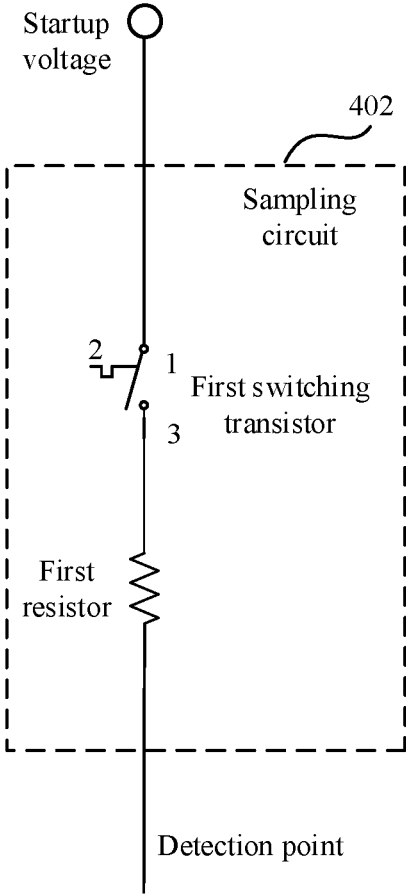 Startup
voltage
402
Sampling
circuit
2
1
First switching
transistor
3
First
resistor
Detection point